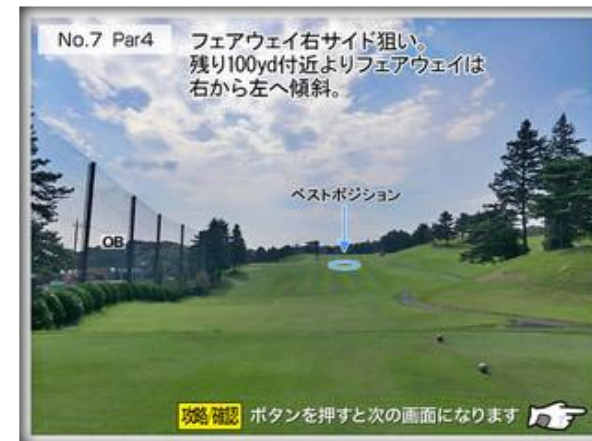 No.7 Par4
フェアウェイ右サイド狙い。
残り100yd付近よりフェアウェイは
右から左へ傾斜。
ベストポジション
OB
攻略/確認 ボタンを押すと次の画面になります